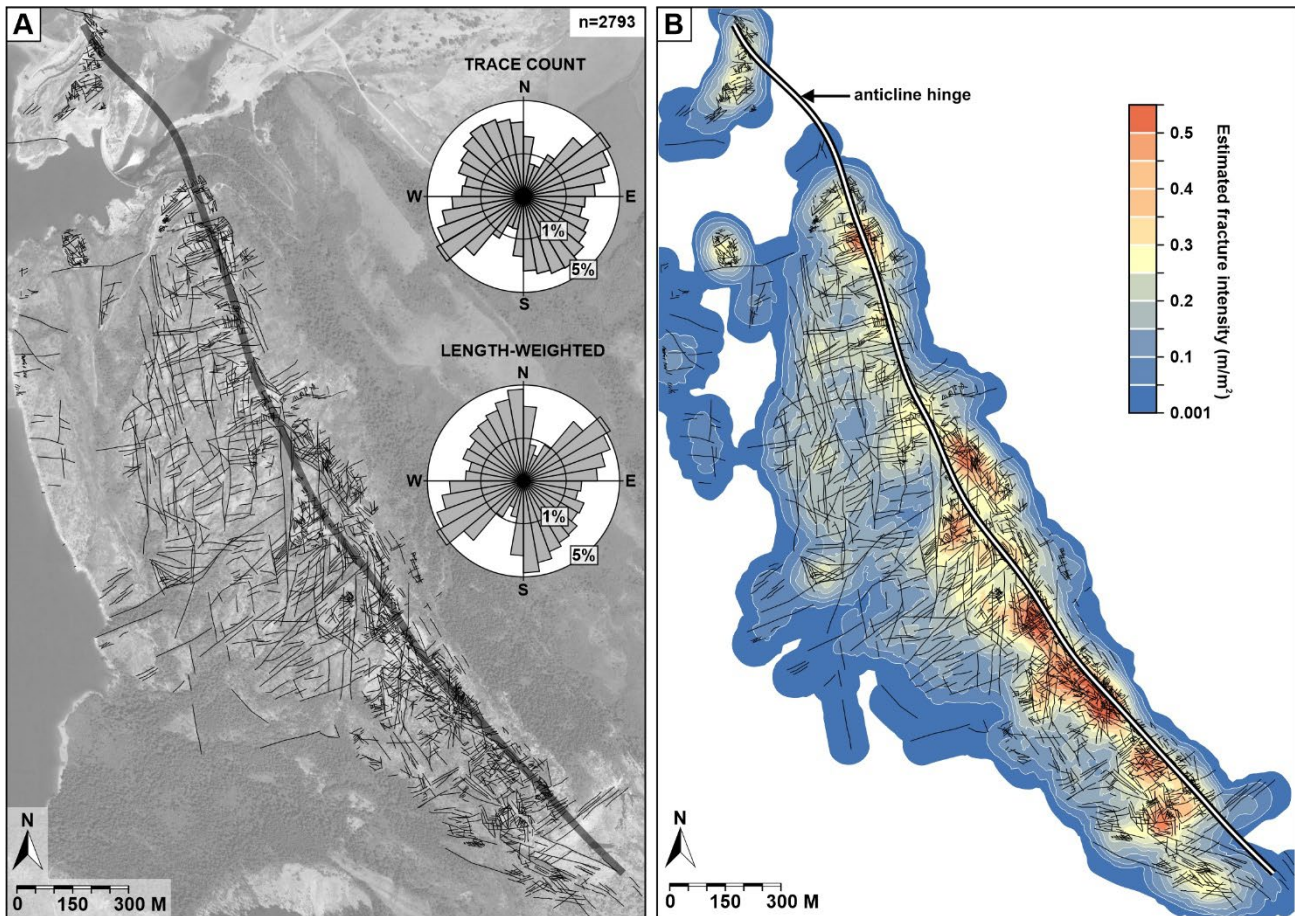 A
n=2793
TRACE COUNT
N
W
E
1%
5%
S
LENGTH-WEIGHTED
N
W
E
1%
5%
S
N
0 150 300 M
B
anticline hinge
0.5
0.4
0.3
0.2
0.1
0.001
Estimated fracture intensity (m/m²)
N
0 150 300 M